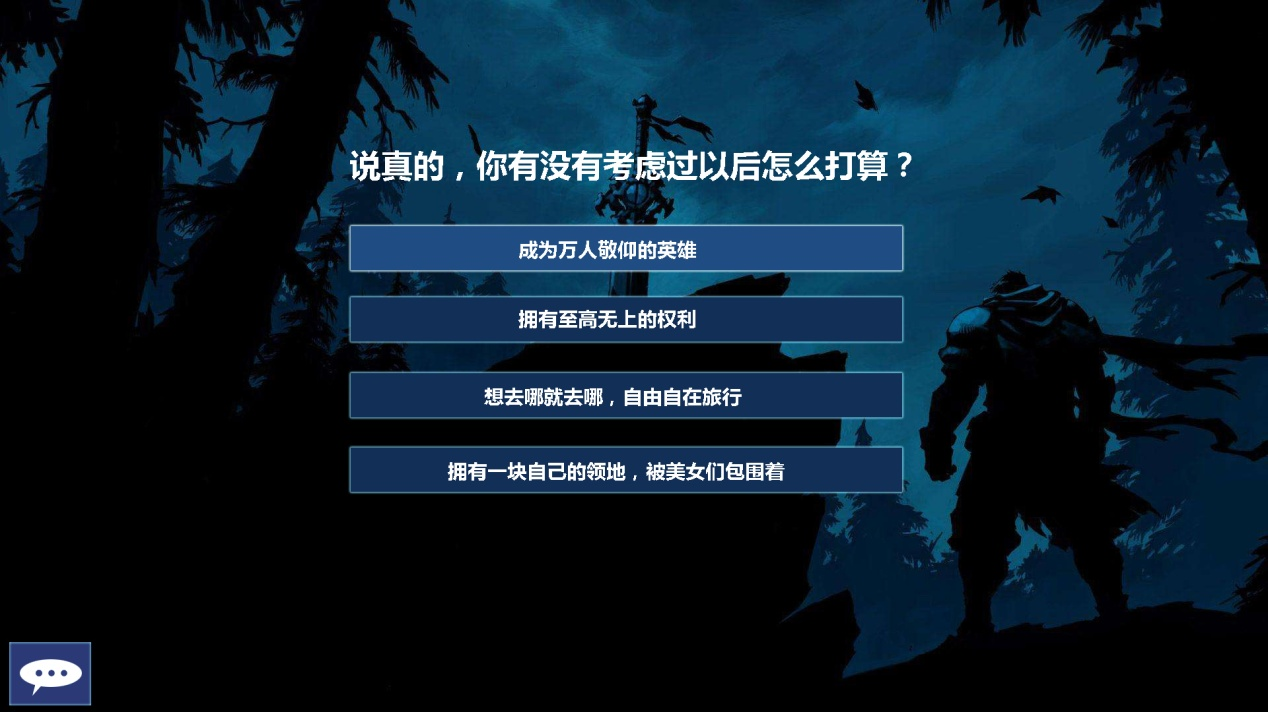 说真的，你有没有考虑过以后怎么打算？
成为万人敬仰的英雄
拥有至高无上的权利
想去哪就去哪，自由自在旅行
拥有一块自己的领地，被美女们包围着